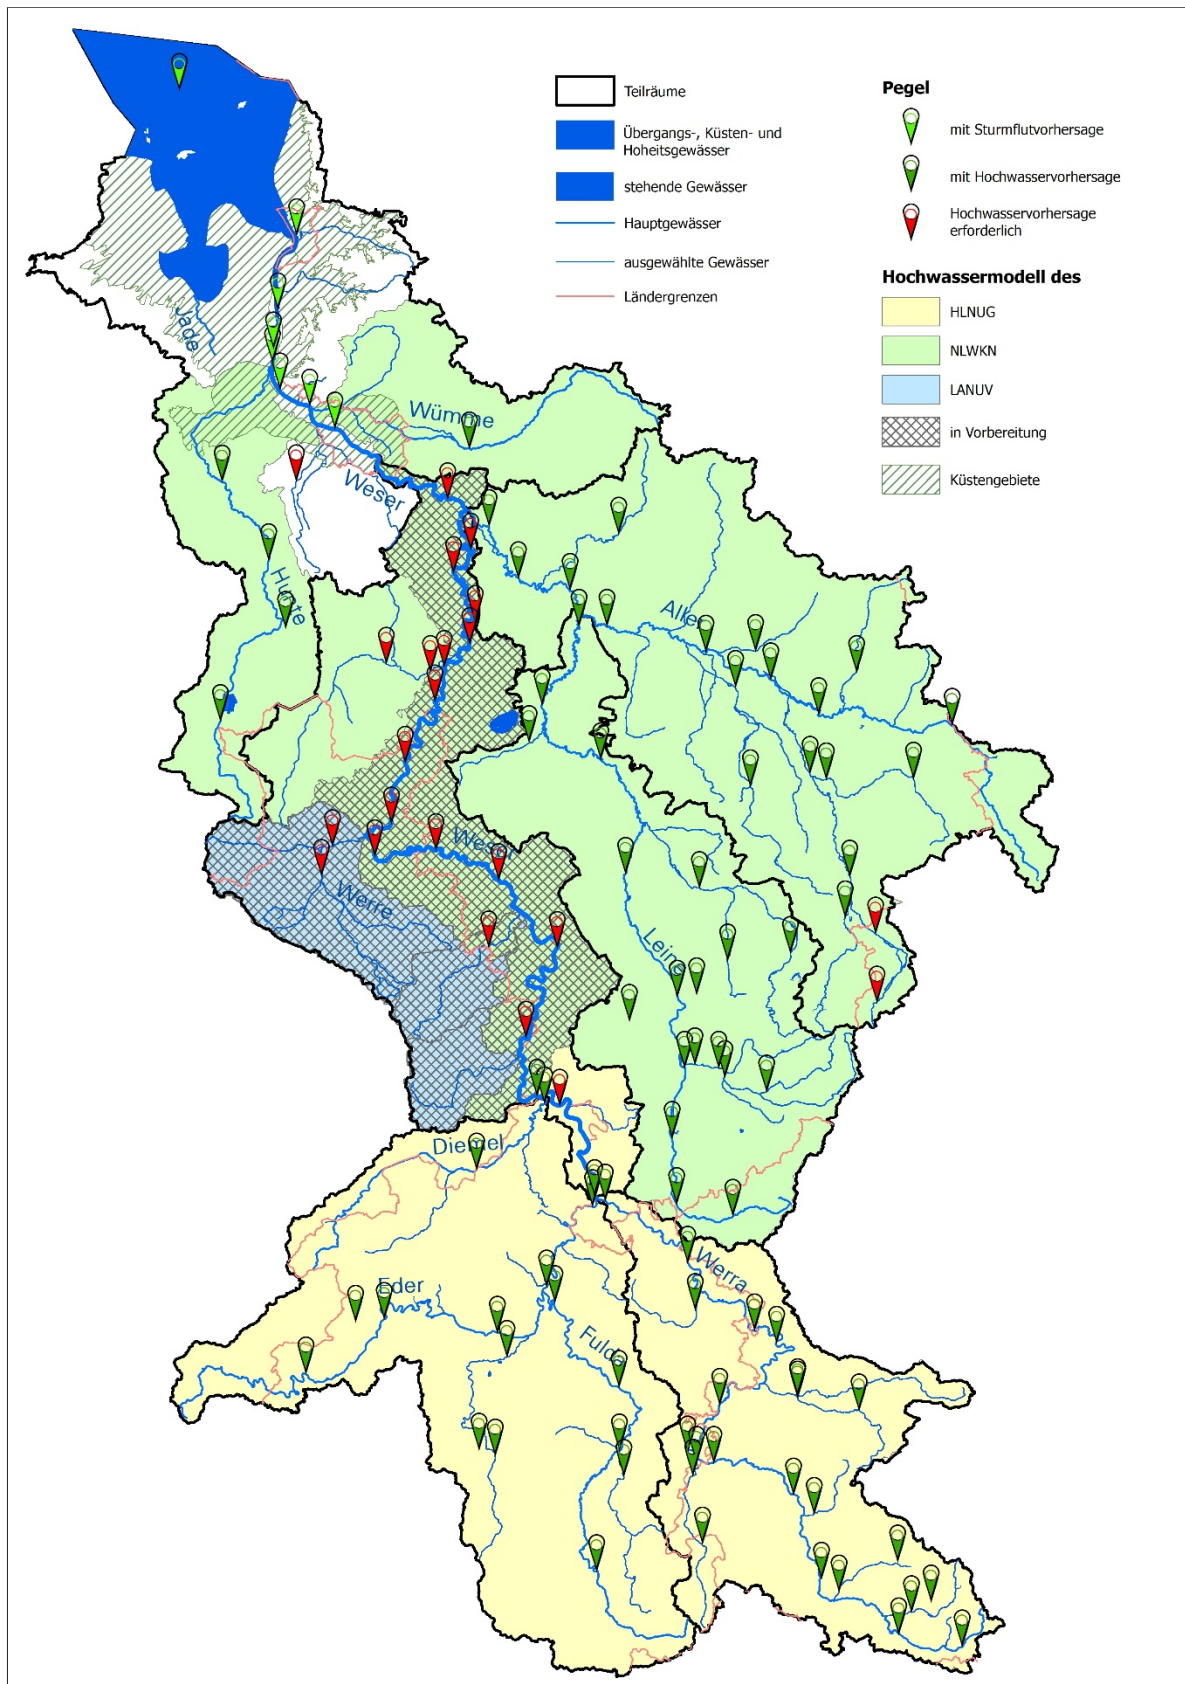 Teilräume
Übergangs-, Küsten- und
Hoheitsgewässer
stehende Gewässer
Hauptgewässer
ausgewählte Gewässer
Ländergrenzen
Pegel
mit Sturmflutvorhersage
mit Hochwasservorhersage
Hochwasservorhersage
erforderlich
Hochwassermodell des
HLNUG
NLWKN
LANUV
in Vorbereitung
Küstengebiete
Jade
Wümme
Weser
Hunte
Aller
Weser
Werre
Leine
Diemel
Werra
Eder
Fulda